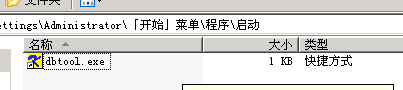 文件夹
ettings\Administrator\「开始」菜单\程序\启动
名称 大小 类型
dbtool.exe 1 KB 快捷方式